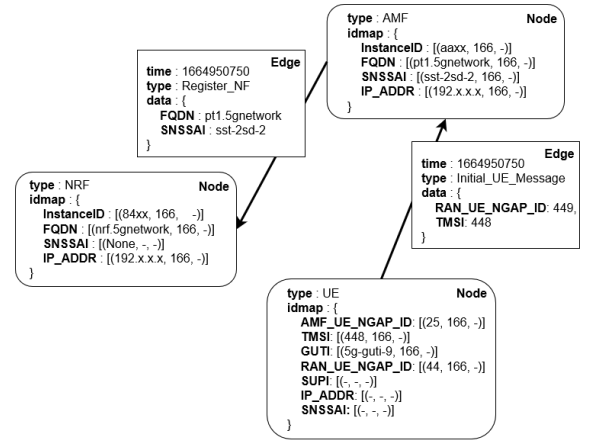 type : AMF Node
idmap : {
InstanceID : [(aaxx, 166, -)]
FQDN : [(pt1.5gnetwork, 166, -)]
SNSSAI : [(sst-2sd-2, 166, -)]
IP_ADDR : [(192.x.x.x, 166, -)]
}
Edge
time : 1664950750
type : Register_NF
data : {
FQDN : pt1.5gnetwork
SNSSAI : sst-2sd-2
}
Edge
time : 1664950750
type : Initial_UE_Message
data : {
RAN_UE_NGAP_ID: 449,
TMSI: 448
}
type : NRF Node
idmap : {
InstanceID : [(84xx, 166, -)]
FQDN : [(nrf.5gnetwork, 166, -)]
SNSSAI : [(None, -, -)]
IP_ADDR : [(192.x.x.x, 166, -)]
}
type : UE Node
idmap : {
AMF_UE_NGAP_ID: [(25, 166, -)]
TMSI: [(448, 166, -)]
GUTI: [(5g-guti-9, 166, -)]
RAN_UE_NGAP_ID: [(44, 166, -)]
SUPI: [(-, -, -)]
IP_ADDR: [(-, -, -)]
SNSSAI: [(-, -, -)]
}